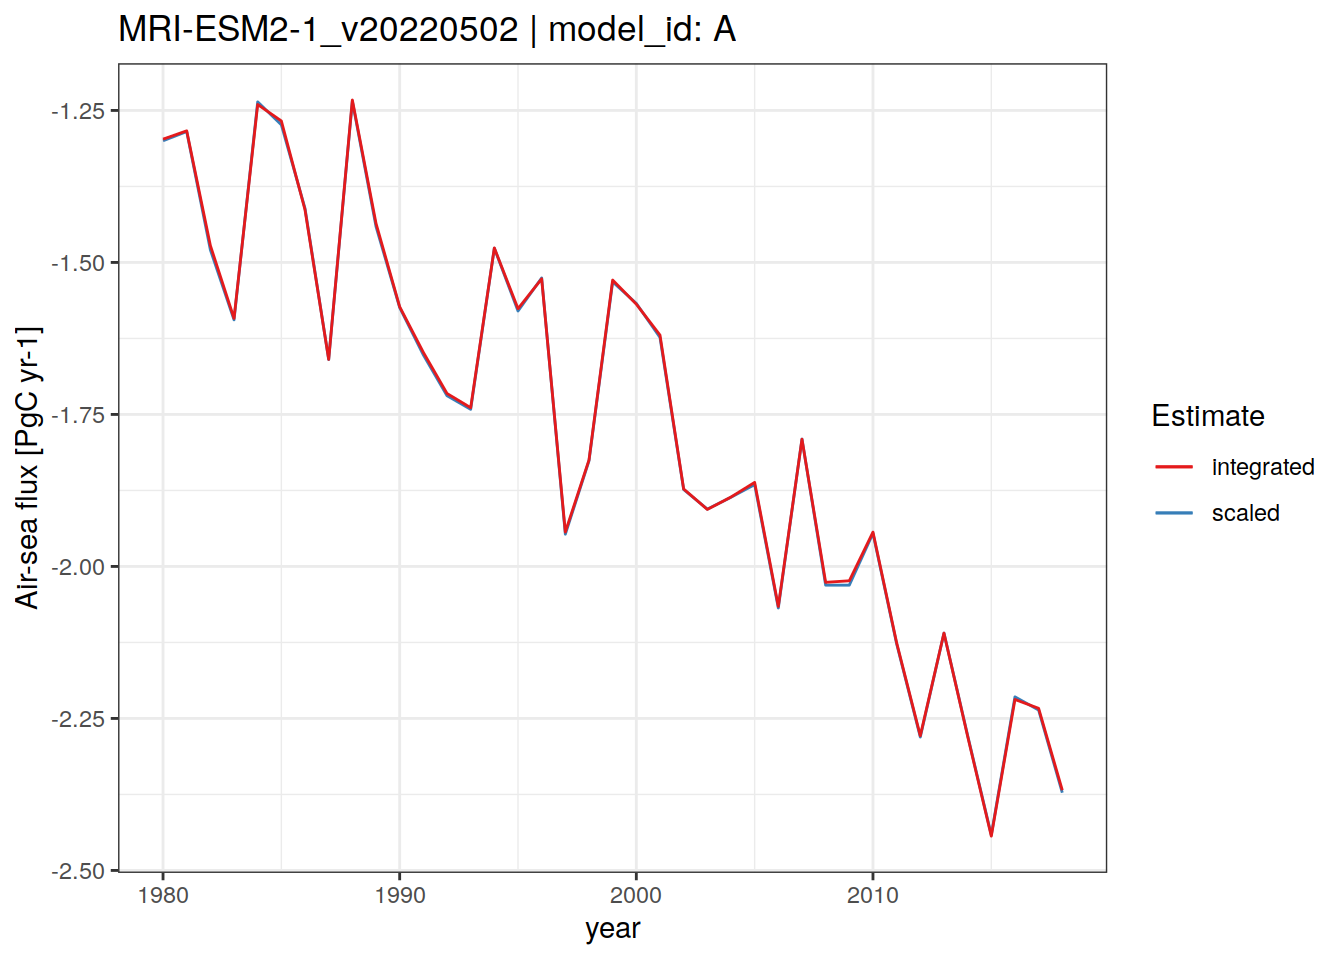 MRI-ESM2-1_v20220502 | model_id: A
Air-sea flux [PgC yr-1]
-1.25
-1.50
-1.75
-2.00
-2.25
-2.50
1980 1990 2000 2010
year
Estimate
integrated
scaled